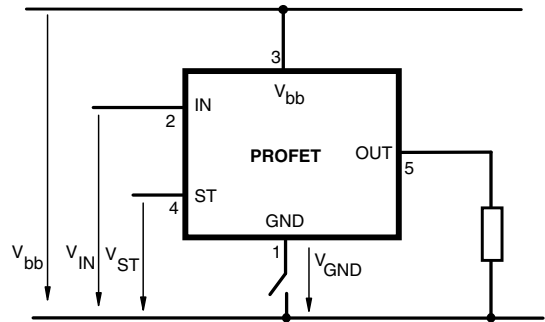 3
V_bb
IN
2
PROFET
OUT
5
ST
4
GND
1
V_bb
V_IN
V_ST
V_GND